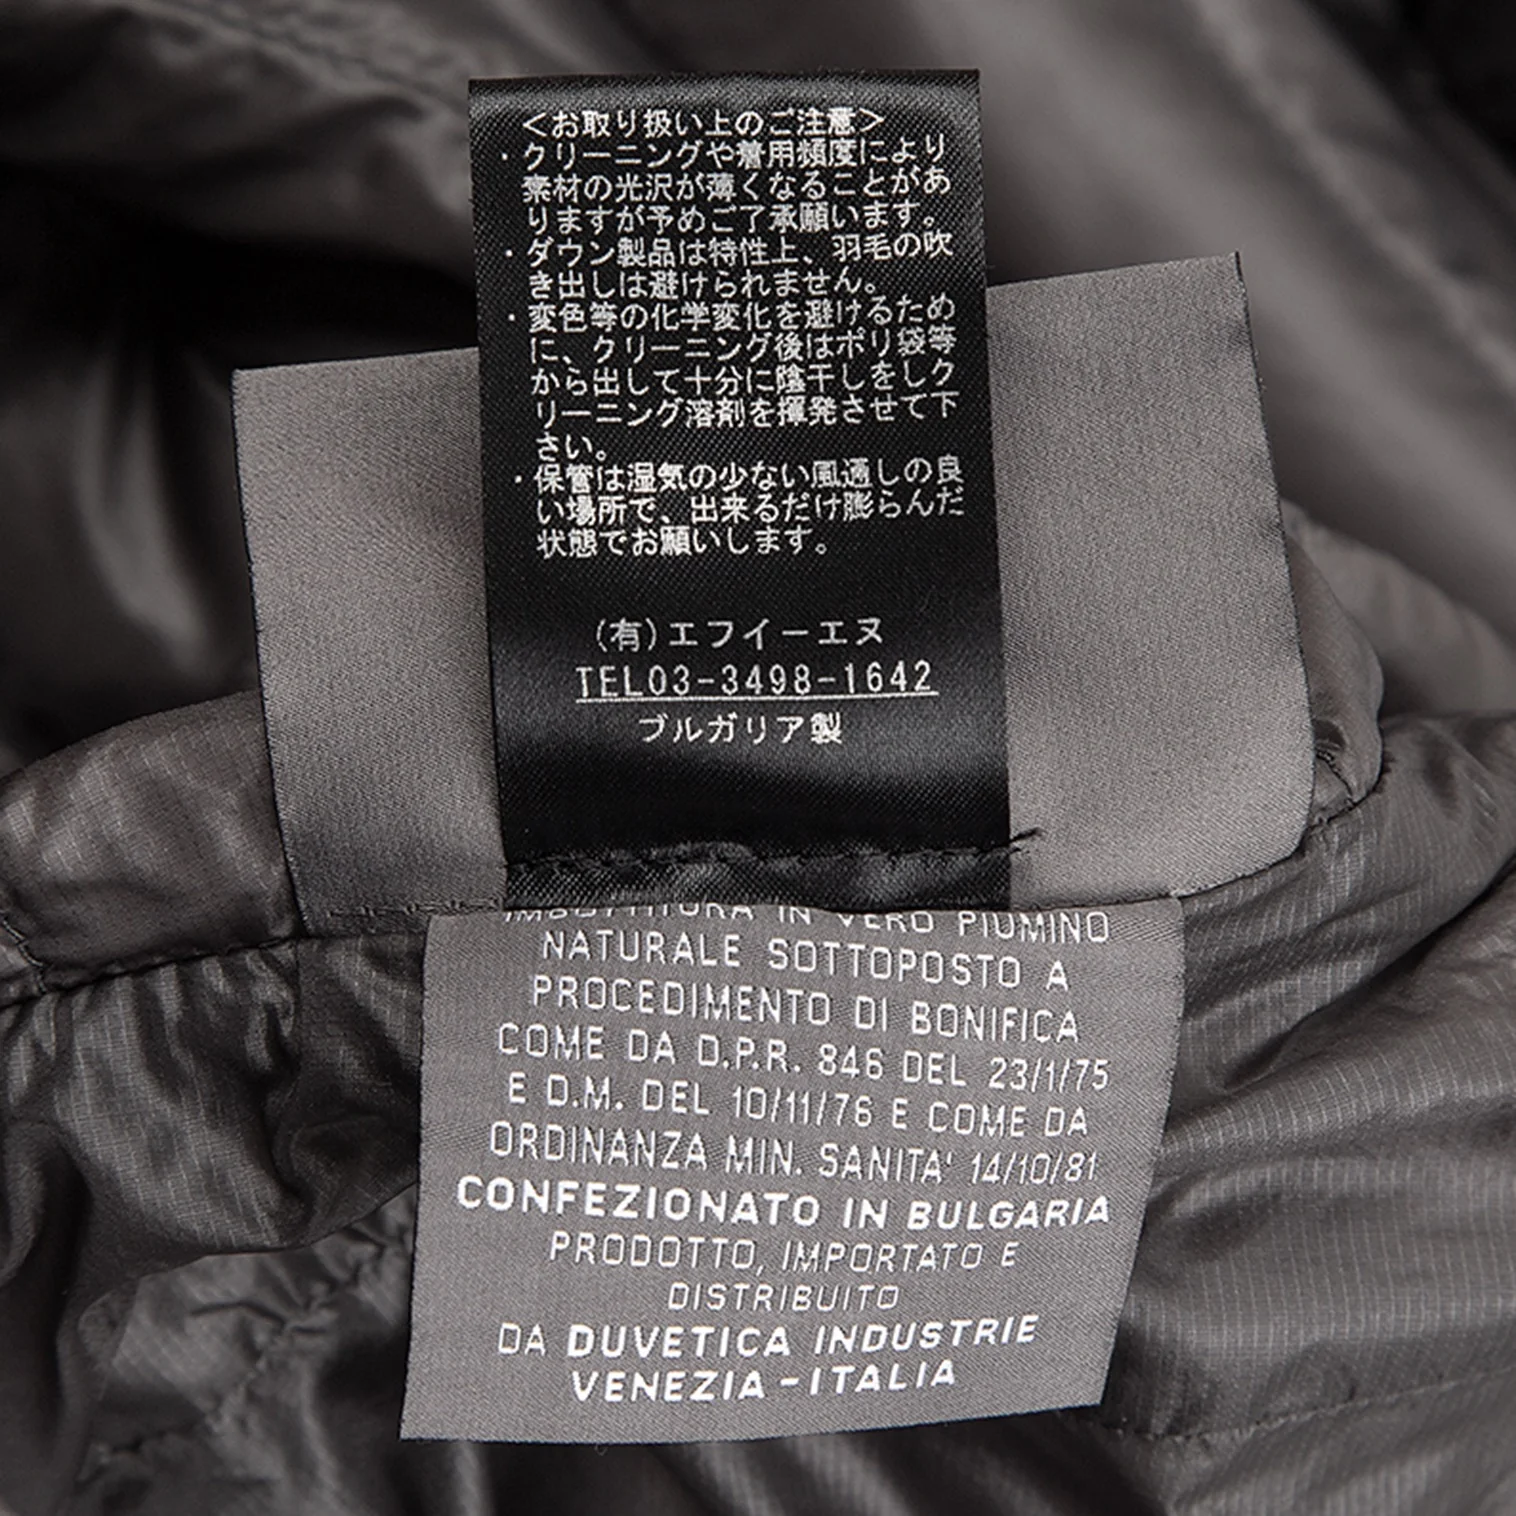 <お取り扱い上のご注意>
・クリーニングや着用頻度により
素材の光沢が薄くなることがあ
りますが予めご了承願います。
・ダウン製品は特性上、羽毛の吹
き出しは避けられません。
・変色等の化学変化を避けるため
に、クリーニング後はポリ袋等
から出して十分に陰干しをしク
リーニング溶剤を揮発させて下
さい。
・保管は湿気の少ない風通しの良
い場所で、出来るだけ膨らんだ
状態でお願いします。
(有)エフイーエヌ
TEL03-3498-1642
ブルガリア製
IMBOTTITURA IN VERO PIUMINO
NATURALE SOTTOPOSTO A
PROCEDIMENTO DI BONIFICA
COME DA D.P.R. 846 DEL 23/1/75
E D.M. DEL 10/11/76 E COME DA
ORDINANZA MIN. SANITA' 14/10/81
CONFEZIONATO IN BULGARIA
PRODOTTO, IMPORTATO E
DISTRIBUITO
DA DUVETICA INDUSTRIE
VENEZIA-ITALIA